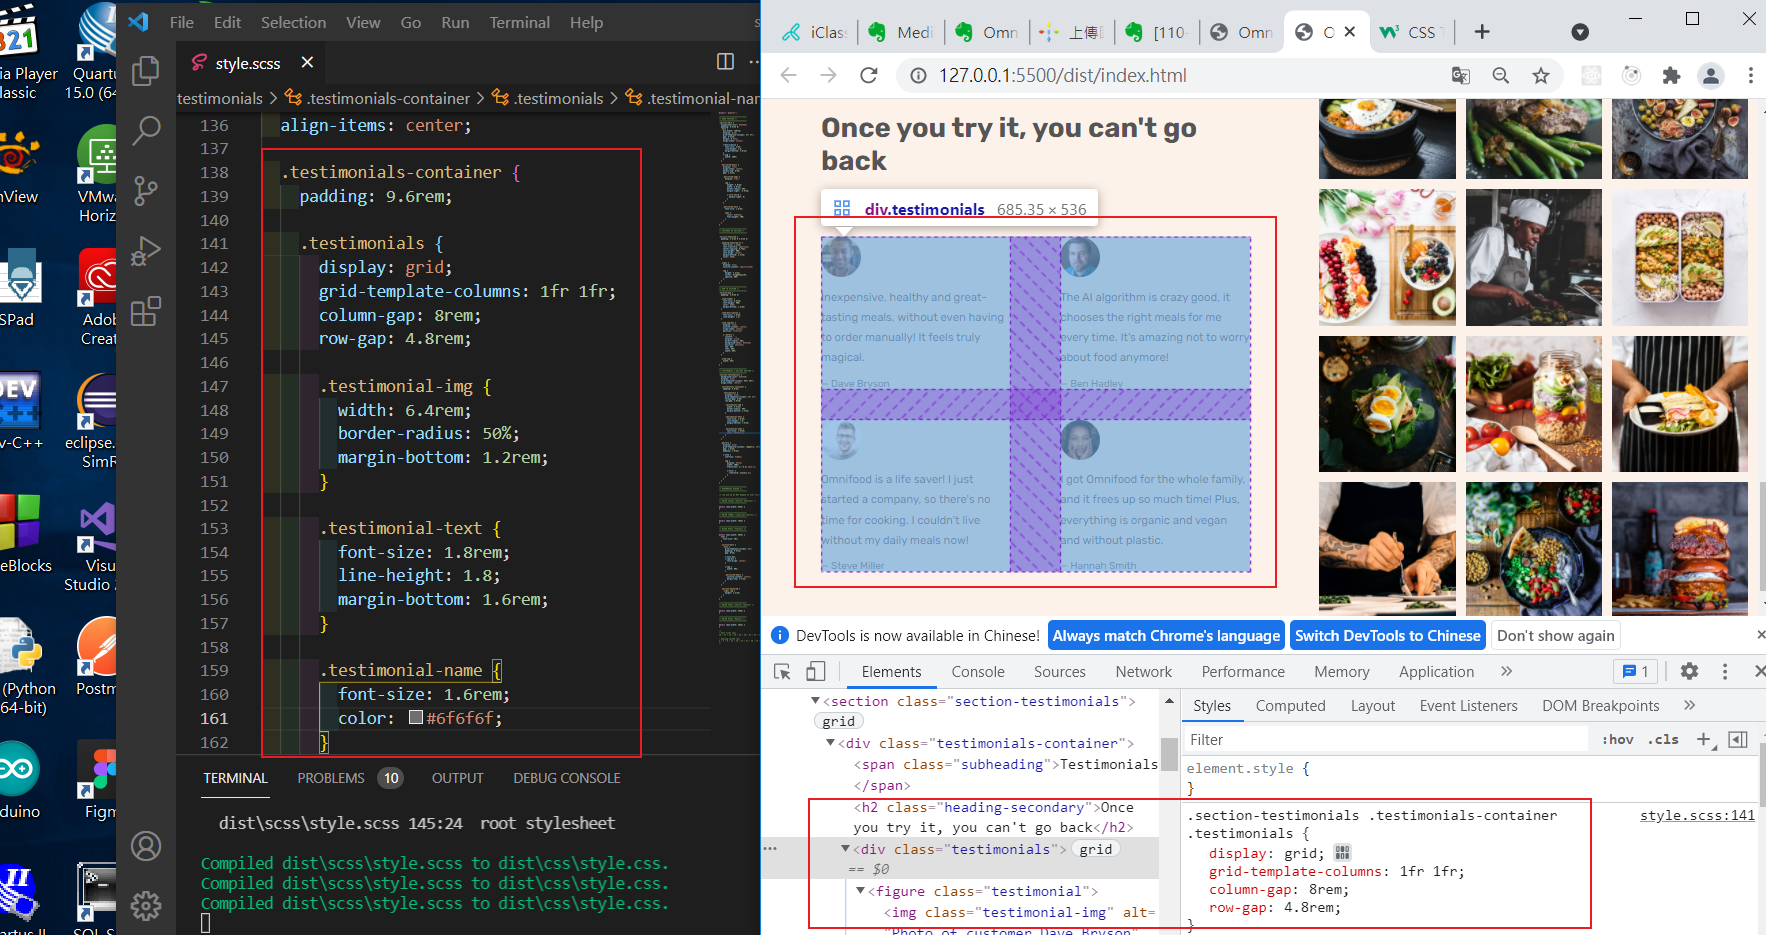 File Edit Selection View Go Run Terminal Help
style.scss
testimonials > .testimonials-container > .testimonials > .testimonial-nar
136 align-items: center;
137
138 .testimonials-container {
139 padding: 9.6rem;
140
141 .testimonials {
142 display: grid;
143 grid-template-columns: 1fr 1fr;
144 column-gap: 8rem;
145 row-gap: 4.8rem;
146
147 .testimonial-img {
148 width: 6.4rem;
149 border-radius: 50%;
150 margin-bottom: 1.2rem;
151 }
152
153 .testimonial-text {
154 font-size: 1.8rem;
155 line-height: 1.8;
156 margin-bottom: 1.6rem;
157 }
158
159 .testimonial-name {
160 font-size: 1.6rem;
161 color: #6f6f6f;
162 }
TERMINAL PROBLEMS 10 OUTPUT DEBUG CONSOLE
dist\scss\style.scss 145:24 root stylesheet
Compiled dist\scss\style.scss to dist\css\style.css.
Compiled dist\scss\style.scss to dist\css\style.css.
Compiled dist\scss\style.scss to dist\css\style.css.
321
ia Player
lassic
Quartu
15.0 (64
nView
VMwa
Horiz
SPad
Adob
Creat
DEV
v-C++
eclipse.
SimR
eBlocks
Visu
Studio
(Python
64-bit)
Postm
duino
Figm
artus II
SQL S
iClas
Medi
Omn
上傳
[110-
Omn
O
CSS T
127.0.0.1:5500/dist/index.html
Once you try it, you can't go
back
div.testimonials 685.35 × 536
Inexpensive, healthy and great-
tasting meals, without even having
to order manually! It feels truly
magical.
– Dave Bryson
The AI algorithm is crazy good, it
chooses the right meals for me
every time. It's amazing not to worry
about food anymore!
– Ben Hadley
Omnifood is a life saver! I just
started a company, so there's no
time for cooking. I couldn't live
without my daily meals now!
– Steve Miller
I got Omnifood for the whole family,
and it frees up so much time! Plus,
everything is organic and vegan
and without plastic.
– Hannah Smith
DevTools is now available in Chinese! Always match Chrome's language Switch DevTools to Chinese Don't show again
Elements Console Sources Network Performance Memory Application » 1
<section class="section-testimonials">
grid
<div class="testimonials-container">
<span class="subheading">Testimonials
</span>
<h2 class="heading-secondary">Once
you try it, you can't go back</h2>
<div class="testimonials"> grid
== $0
<figure class="testimonial">
<img class="testimonial-img" alt=
"Photo of customer Dave Bryson"
Styles Computed Layout Event Listeners DOM Breakpoints »
Filter :hov .cls +
element.style {
}
.section-testimonials .testimonials-container style.scss:141
.testimonials {
display: grid;
grid-template-columns: 1fr 1fr;
column-gap: 8rem;
row-gap: 4.8rem;
}